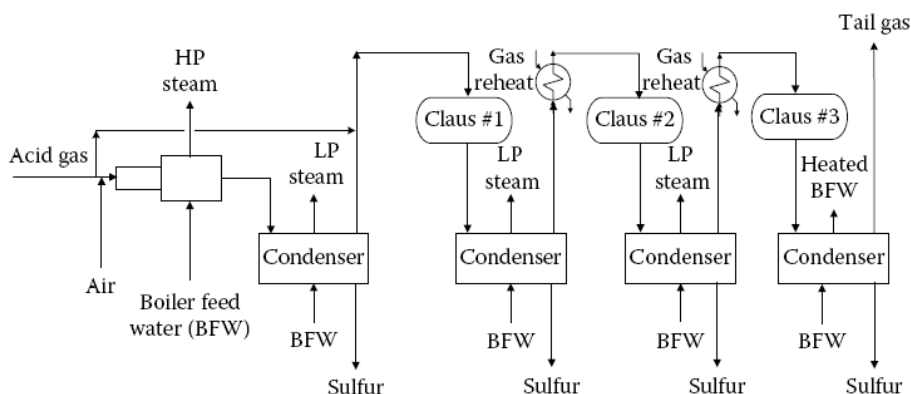 Tail gas
HP
steam
Gas
reheat
Gas
reheat
Claus #1
Claus #2
Claus #3
Acid gas
LP
steam
LP
steam
LP
steam
Heated
BFW
Condenser
Condenser
Condenser
Condenser
Air
Boiler feed
water (BFW)
BFW
BFW
BFW
BFW
Sulfur
Sulfur
Sulfur
Sulfur